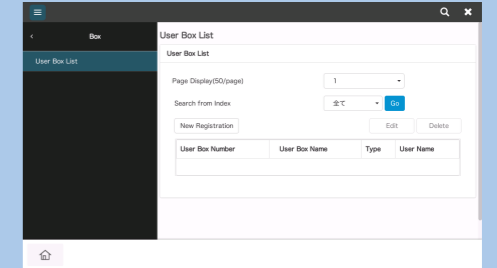 Box
User Box List
User Box List
User Box List
Page Display(50/page)
1
Search from Index
全て
Go
New Registration
Edit
Delete
User Box Number
User Box Name
Type
User Name